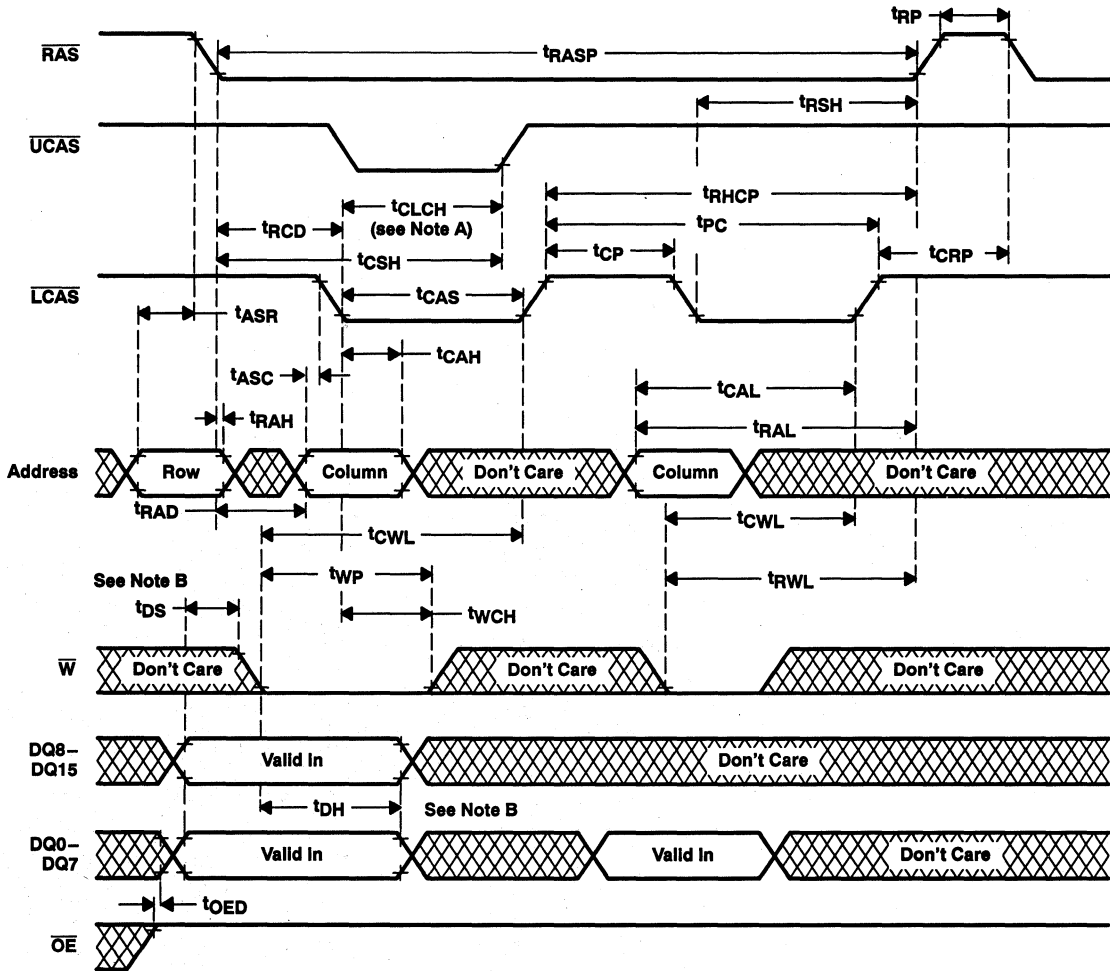 tRP
RAS
tRASP
tRSH
UCAS
tRHCP
tCLCH
(see Note A)
tRCD
tPC
tCP
tCSH
tCRP
LCAS
tCAS
tASR
tCAH
tASC
tCAL
tRAH
tRAL
Address
Row
Column
Don't Care
Column
Don't Care
tRAD
tCWL
tCWL
tWP
tRWL
See Note B
tDS
tWCH
W
Don't Care
Don't Care
Don't Care
DQ8–
DQ15
Valid In
Don't Care
tDH
See Note B
DQ0–
DQ7
Valid In
Valid In
Don't Care
tOED
OE